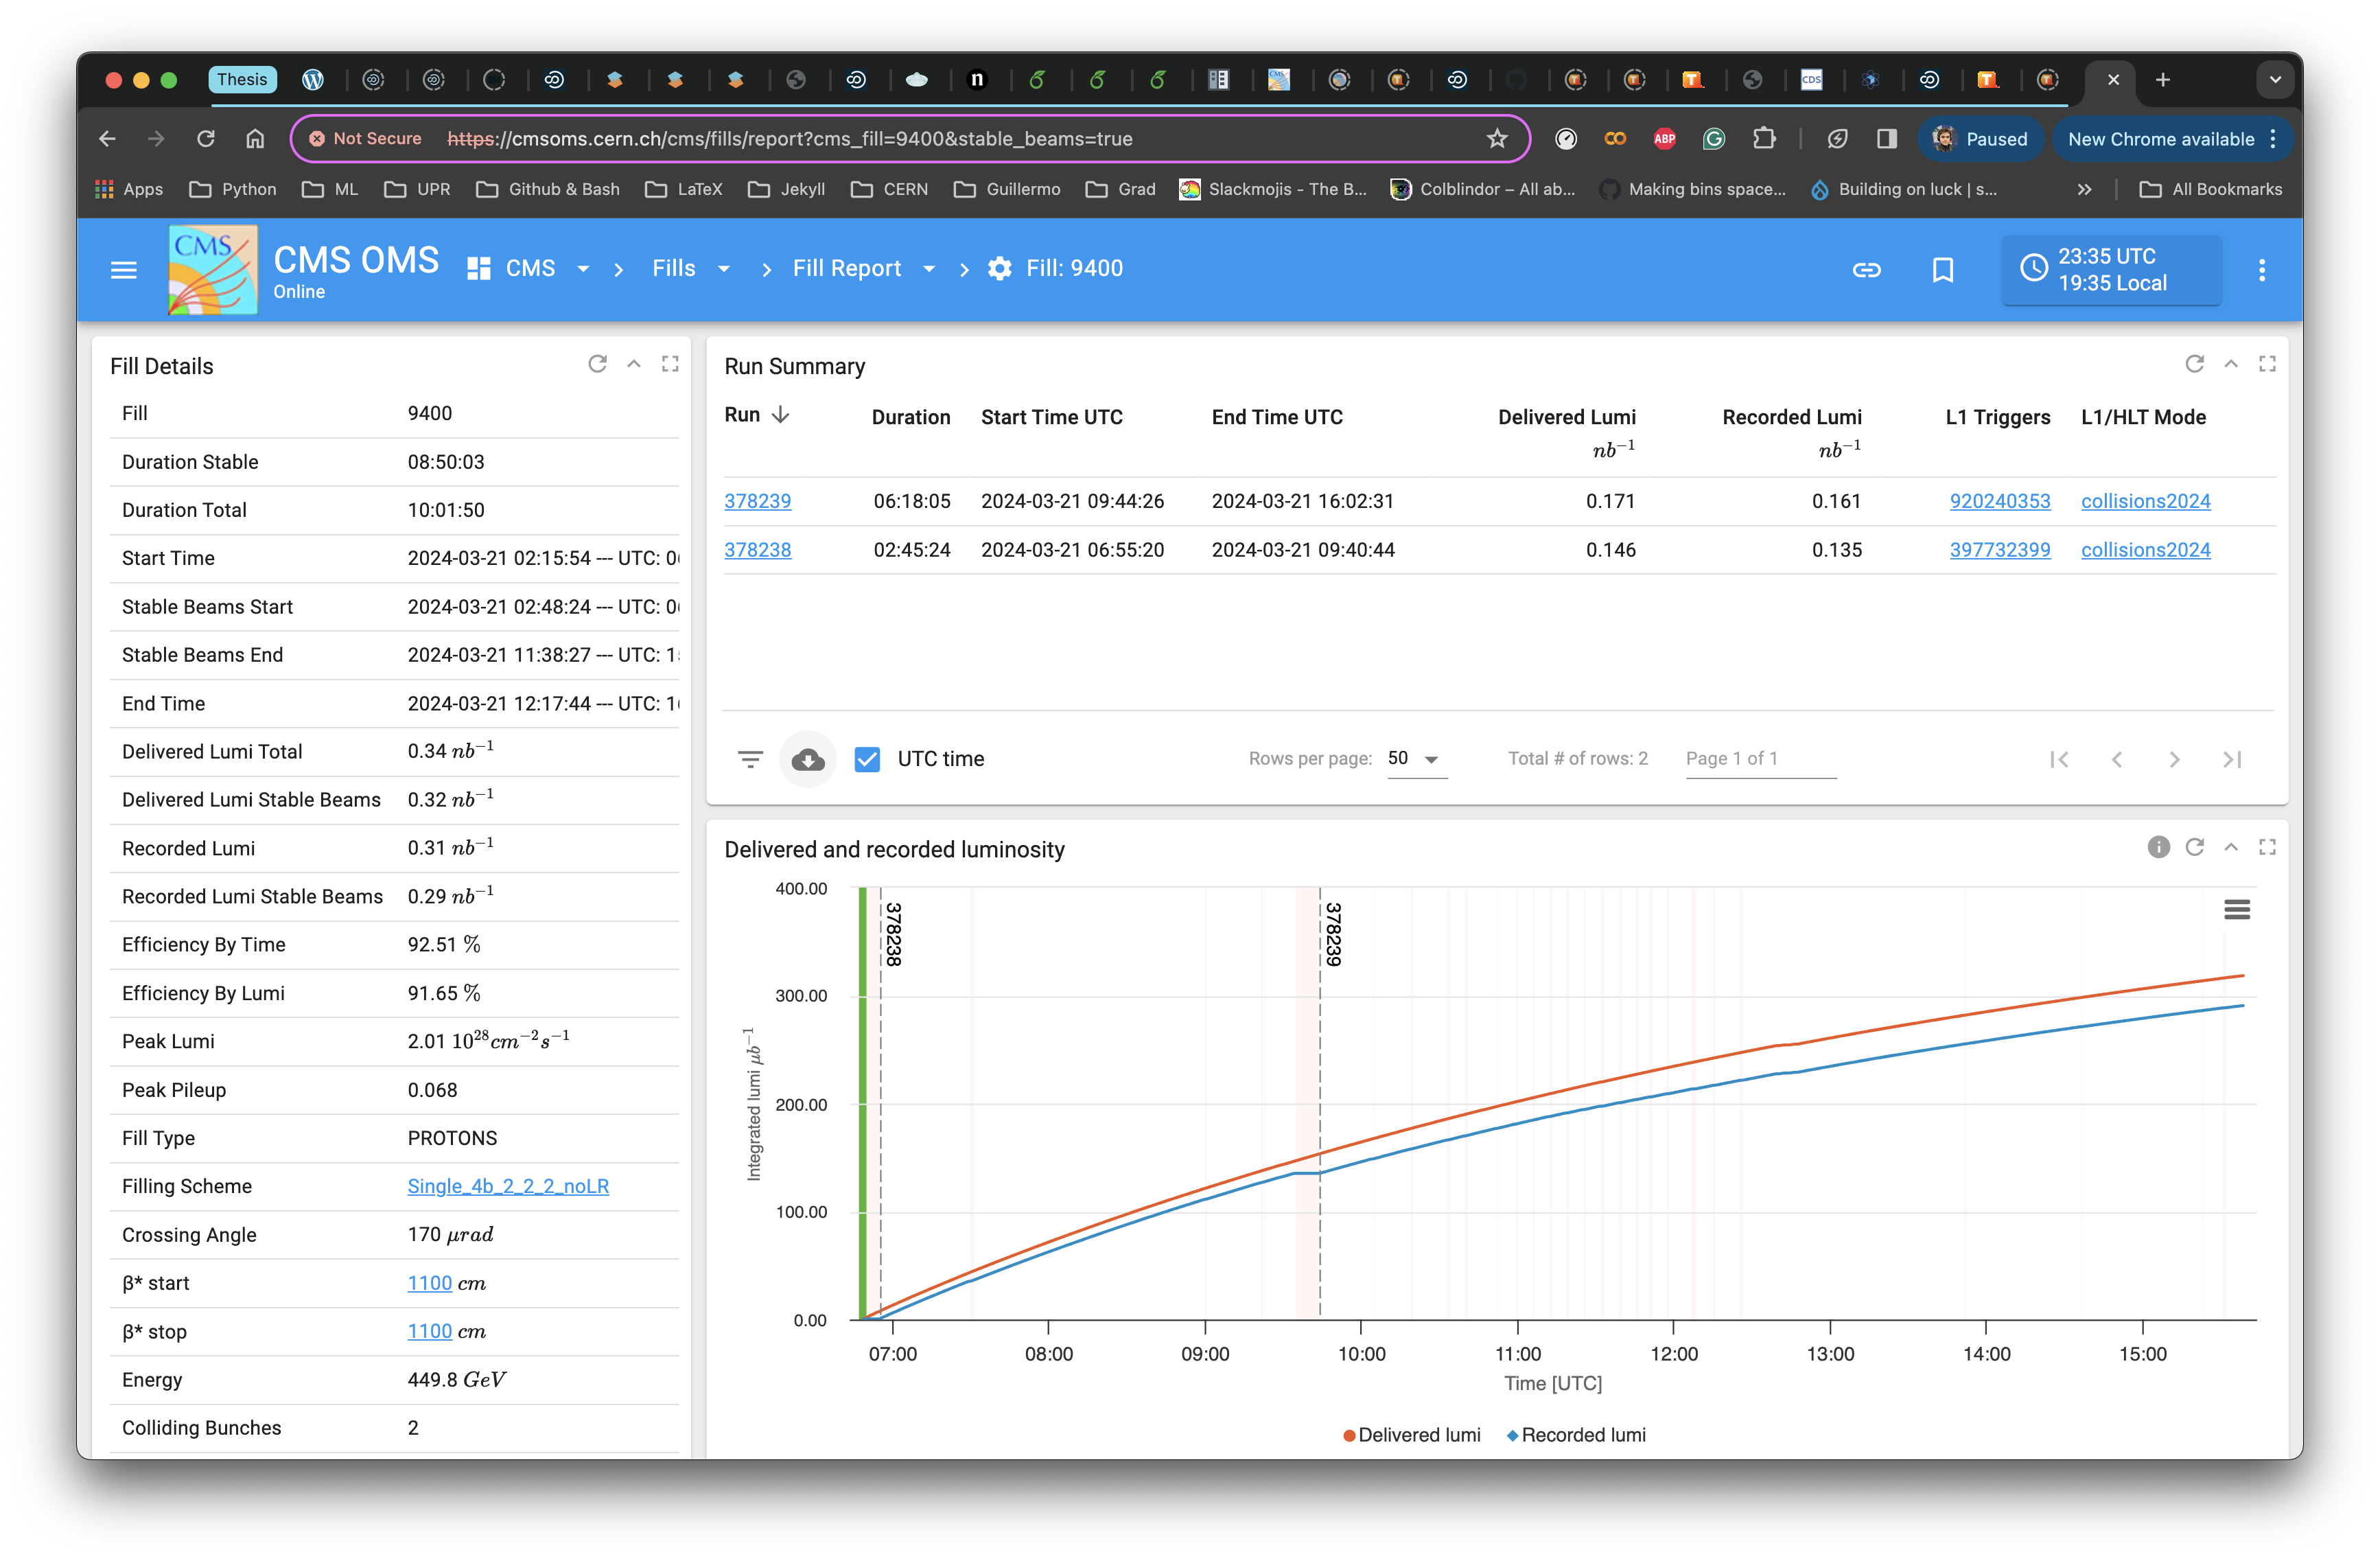 Thesis
Not Secure https://cmsoms.cern.ch/cms/fills/report?cms_fill=9400&stable_beams=true ABP Paused New Chrome available
Apps Python ML UPR Github & Bash LaTeX Jekyll CERN Guillermo Grad Slackmojis - The B... Colblindor – All ab... Making bins space... Building on luck | s... All Bookmarks
CMS
CMS OMS
Online
CMS Fills Fill Report Fill: 9400
23:35 UTC
19:35 Local
Fill Details
Fill 9400
Duration Stable 08:50:03
Duration Total 10:01:50
Start Time 2024-03-21 02:15:54 --- UTC: 0
Stable Beams Start 2024-03-21 02:48:24 --- UTC: 0
Stable Beams End 2024-03-21 11:38:27 --- UTC: 1
End Time 2024-03-21 12:17:44 --- UTC: 1
Delivered Lumi Total 0.34 nb⁻¹
Delivered Lumi Stable Beams 0.32 nb⁻¹
Recorded Lumi 0.31 nb⁻¹
Recorded Lumi Stable Beams 0.29 nb⁻¹
Efficiency By Time 92.51 %
Efficiency By Lumi 91.65 %
Peak Lumi 2.01 10²⁸cm⁻²s⁻¹
Peak Pileup 0.068
Fill Type PROTONS
Filling Scheme Single_4b_2_2_2_noLR
Crossing Angle 170 μrad
β* start 1100 cm
β* stop 1100 cm
Energy 449.8 GeV
Colliding Bunches 2
Run Summary
Run Duration Start Time UTC End Time UTC Delivered Lumi Recorded Lumi L1 Triggers L1/HLT Mode
nb⁻¹ nb⁻¹
378239 06:18:05 2024-03-21 09:44:26 2024-03-21 16:02:31 0.171 0.161 920240353 collisions2024
378238 02:45:24 2024-03-21 06:55:20 2024-03-21 09:40:44 0.146 0.135 397732399 collisions2024
UTC time Rows per page: 50 Total # of rows: 2 Page 1 of 1
Delivered and recorded luminosity
Integrated lumi μb⁻¹
400.00
300.00
200.00
100.00
0.00
378238
378239
07:00 08:00 09:00 10:00 11:00 12:00 13:00 14:00 15:00
Time [UTC]
Delivered lumi Recorded lumi